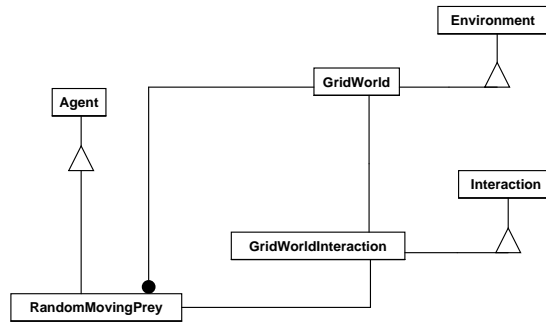 Environment
GridWorld
Agent
Interaction
GridWorldInteraction
RandomMovingPrey